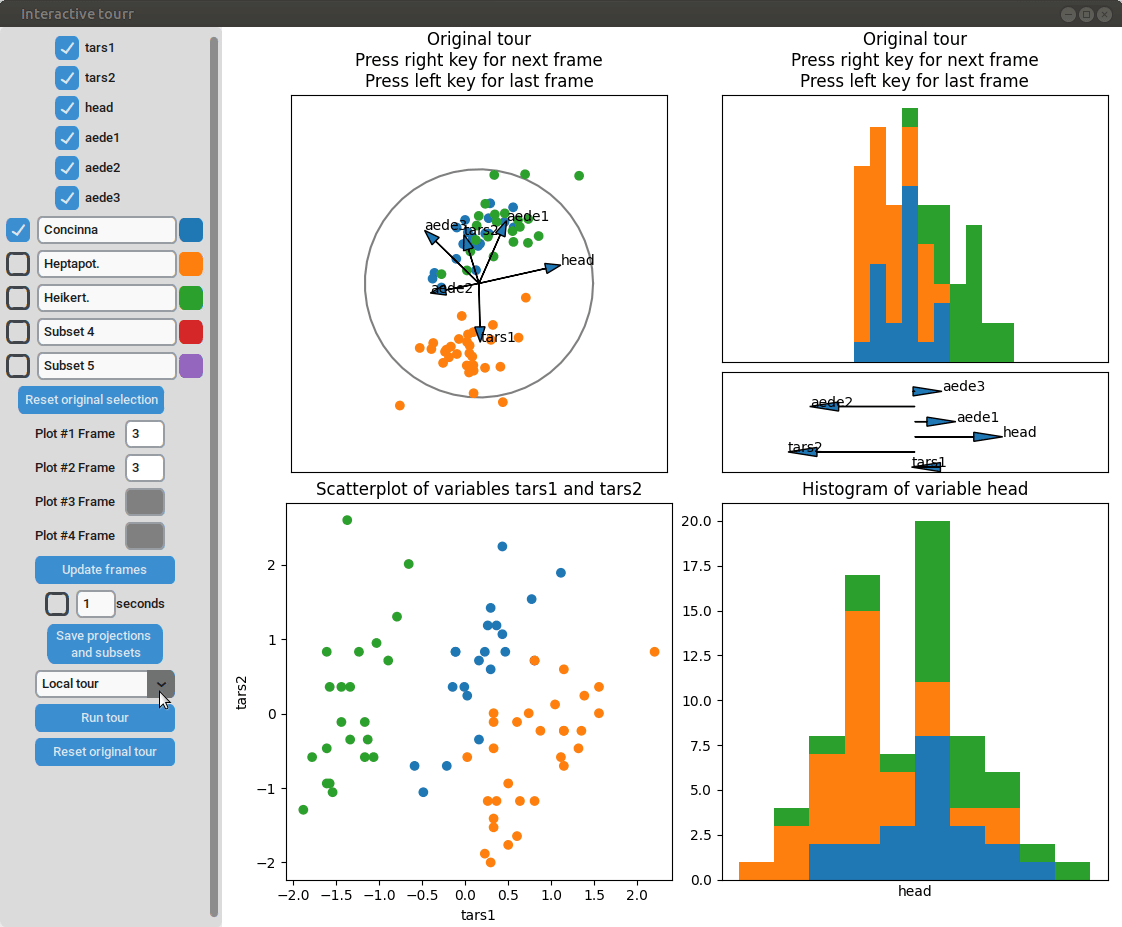 Interactive tourr
tars1
tars2
head
aede1
aede2
aede3
Concinna
Heptapot.
Heikert.
Subset 4
Subset 5
Reset original selection
Plot #1 Frame 3
Plot #2 Frame 3
Plot #3 Frame
Plot #4 Frame
Update frames
1 seconds
Save projections
and subsets
Local tour
Run tour
Reset original tour
Original tour
Press right key for next frame
Press left key for last frame
aede3
tars2
aede1
head
aede2
tars1
Original tour
Press right key for next frame
Press left key for last frame
aede3
aede2
aede1
head
tars2
tars1
Scatterplot of variables tars1 and tars2
tars2
2
1
0
−1
−2
−2.0 −1.5 −1.0 −0.5 0.0 0.5 1.0 1.5 2.0
tars1
Histogram of variable head
20.0
17.5
15.0
12.5
10.0
7.5
5.0
2.5
0.0
head